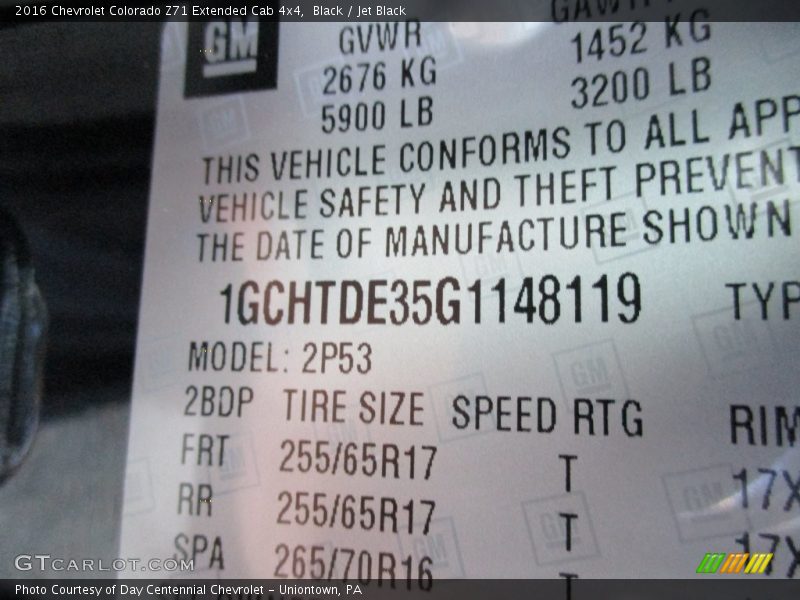 2016 Chevrolet Colorado Z71 Extended Cab 4x4, Black / Jet Black
GM GVWR
2676 KG 1452 KG
5900 LB 3200 LB
THIS VEHICLE CONFORMS TO ALL APP
VEHICLE SAFETY AND THEFT PREVENT
THE DATE OF MANUFACTURE SHOWN
1GCHTDE35G1148119 TYP
MODEL: 2P53
2BDP TIRE SIZE SPEED RTG RIM
FRT 255/65R17 T 17X
RR 255/65R17 T 17X
SPA 265/70R16 T
GTCARLOT.COM
Photo Courtesy of Day Centennial Chevrolet – Uniontown, PA